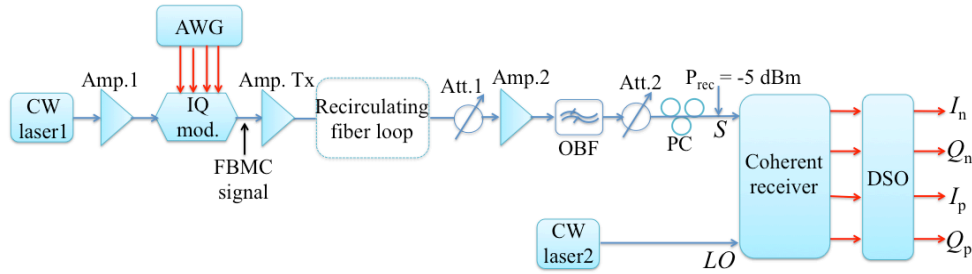 AWG
Amp.1
Amp. Tx
Att.1
Amp.2
Att.2
P_rec = -5 dBm
CW
laser1
IQ
mod.
Recirculating
fiber loop
OBF
PC
S
FBMC
signal
Coherent
receiver
DSO
I_n
Q_n
I_p
Q_p
CW
laser2
LO